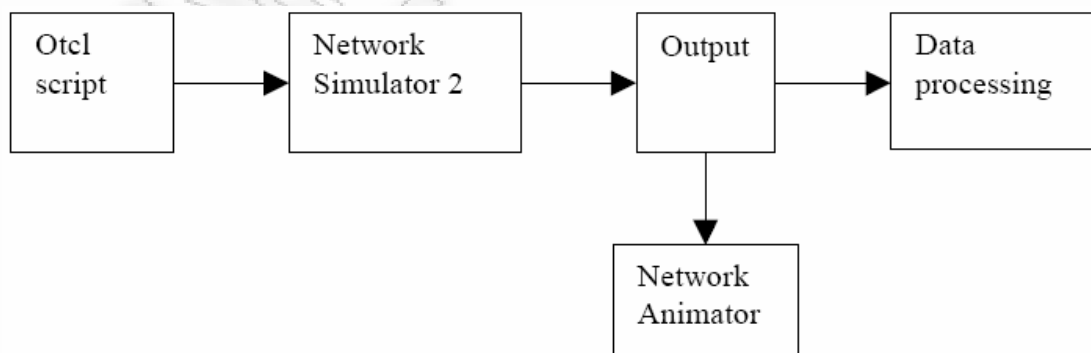 Otcl
script
Network
Simulator 2
Output
Data
processing
Network
Animator